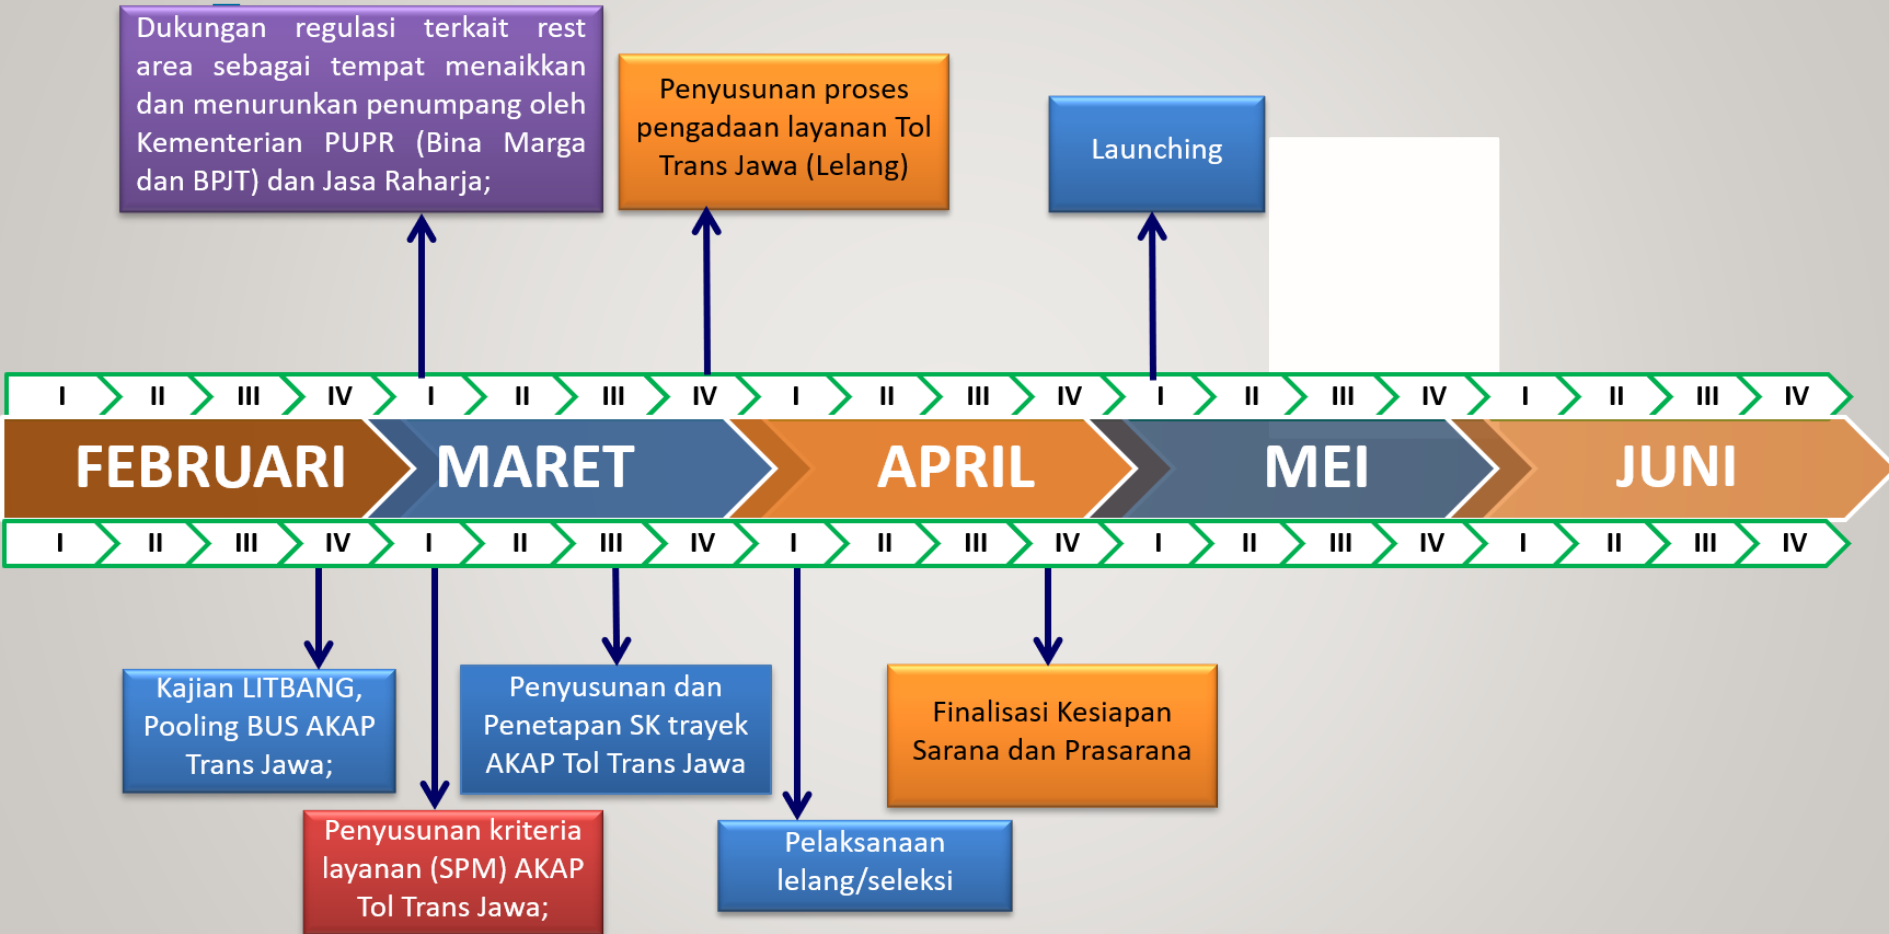 Dukungan regulasi terkait rest
area sebagai tempat menaikkan
dan menurunkan penumpang oleh
Kementerian PUPR (Bina Marga
dan BPJT) dan Jasa Raharja;
Penyusunan proses
pengadaan layanan Tol
Trans Jawa (Lelang)
Launching
I II III IV I II III IV I II III IV I II III IV I II III IV
FEBRUARI MARET APRIL MEI JUNI
I II III IV I II III IV I II III IV I II III IV I II III IV
Kajian LITBANG,
Pooling BUS AKAP
Trans Jawa;
Penyusunan kriteria
layanan (SPM) AKAP
Tol Trans Jawa;
Penyusunan dan
Penetapan SK trayek
AKAP Tol Trans Jawa
Pelaksanaan
lelang/seleksi
Finalisasi Kesiapan
Sarana dan Prasarana